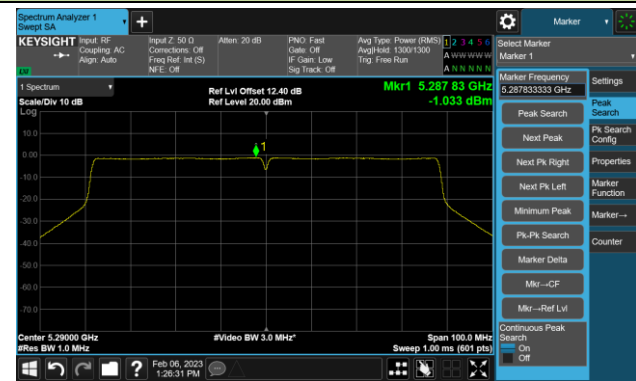 Spectrum Analyzer 1
Swept SA
+
Marker
KEYSIGHT
Input: RF
Coupling: AC
Align: Auto
Input Z: 50 Ω
Corrections: Off
Freq Ref: Int (S)
NFE: Off
Atten: 20 dB
PNO: Fast
Gate: Off
IF Gain: Low
Sig Track: Off
Avg Type: Power (RMS)
Avg|Hold: 1300/1300
Trig: Free Run
1 2 3 4 5 6
A W W W W W
A N N N N N
Select Marker
Marker 1
1 Spectrum
Scale/Div 10 dB
Log
Ref Lvl Offset 12.40 dB
Ref Level 20.00 dBm
Mkr1 5.287 83 GHz
-1.033 dBm
10.0
0.00
-10.0
-20.0
-30.0
-40.0
-50.0
-60.0
-70.0
1
Center 5.29000 GHz
#Res BW 1.0 MHz
#Video BW 3.0 MHz*
Span 100.0 MHz
Sweep 1.00 ms (601 pts)
Marker Frequency
5.287833333 GHz
Peak Search
Next Peak
Next Pk Right
Next Pk Left
Minimum Peak
Pk-Pk Search
Marker Delta
Mkr→CF
Mkr→Ref Lvl
Continuous Peak
Search
On
Off
Settings
Peak
Search
Pk Search
Config
Properties
Marker
Function
Marker→
Counter
?
Feb 06, 2023
1:26:31 PM